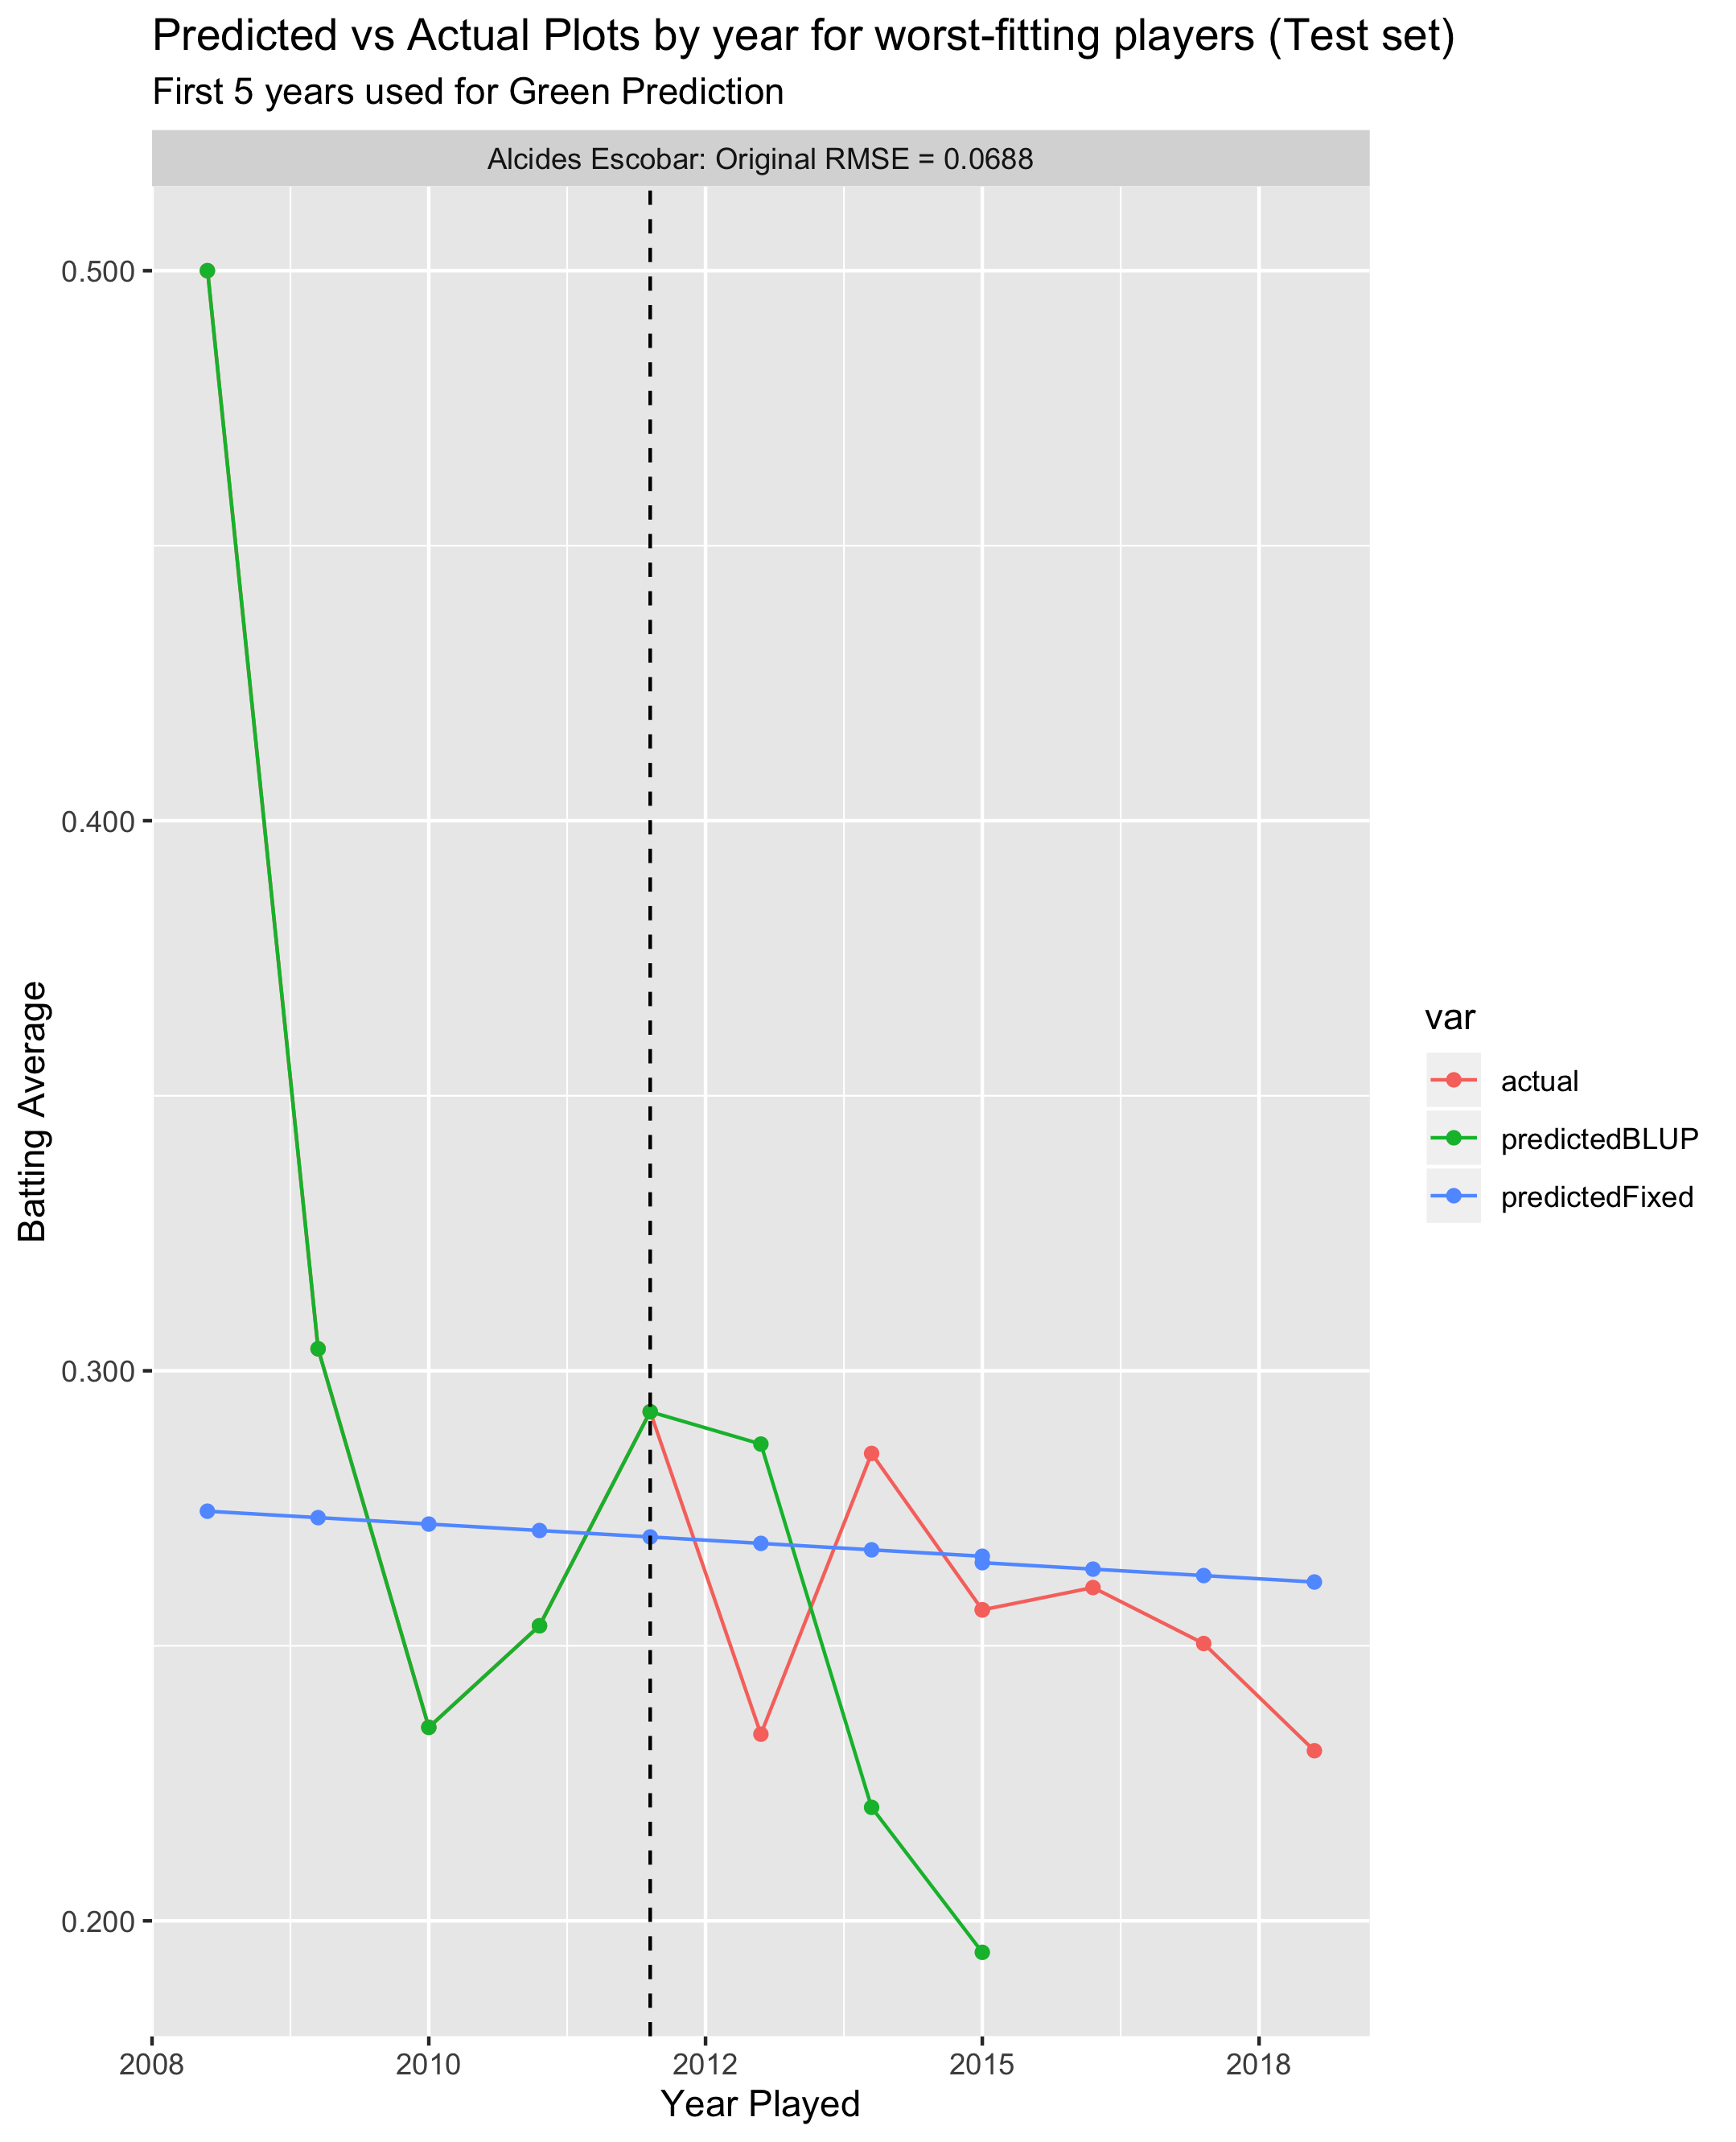 Predicted vs Actual Plots by year for worst-fitting players (Test set)
First 5 years used for Green Prediction
Alcides Escobar: Original RMSE = 0.0688
0.500
0.400
0.300
0.200
Batting Average
2008 2010 2012 2015 2018
Year Played
var
actual
predictedBLUP
predictedFixed